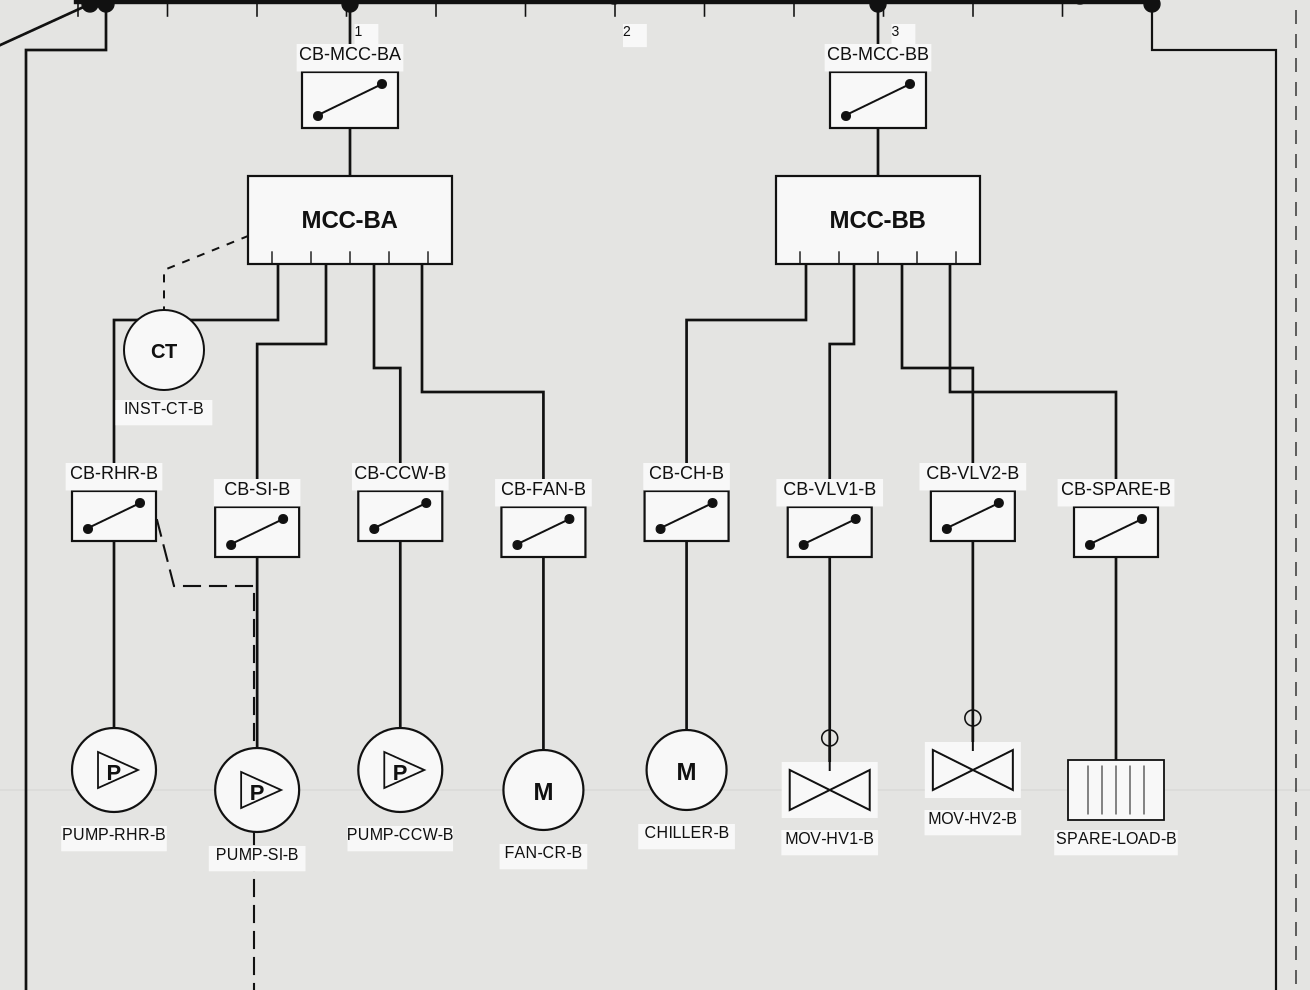 1
2
3
CB-MCC-BA
CB-MCC-BB
MCC-BA
MCC-BB
CT
INST-CT-B
CB-RHR-B
CB-SI-B
CB-CCW-B
CB-FAN-B
CB-CH-B
CB-VLV1-B
CB-VLV2-B
CB-SPARE-B
P
P
P
M
M
PUMP-RHR-B
PUMP-SI-B
PUMP-CCW-B
FAN-CR-B
CHILLER-B
MOV-HV1-B
MOV-HV2-B
SPARE-LOAD-B